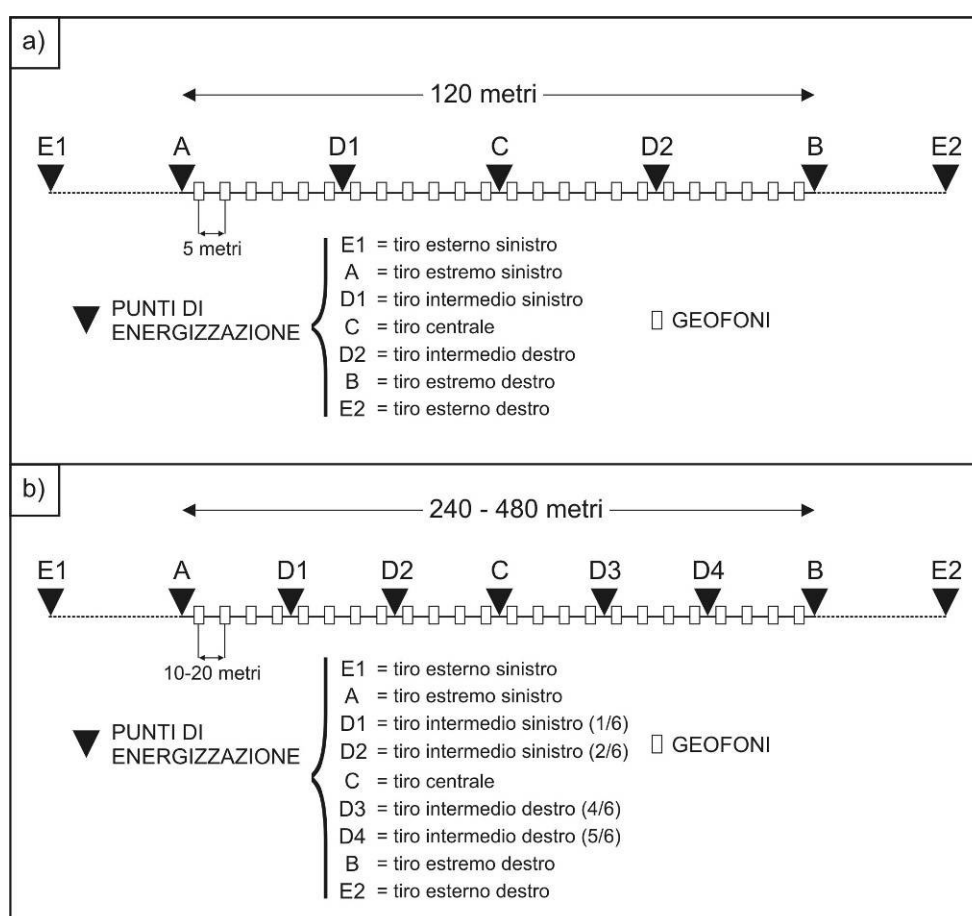 a)
120 metri
E1 A D1 C D2 B E2
5 metri
E1 = tiro esterno sinistro
A = tiro estremo sinistro
D1 = tiro intermedio sinistro
C = tiro centrale
D2 = tiro intermedio destro
B = tiro estremo destro
E2 = tiro esterno destro
PUNTI DI
ENERGIZZAZIONE
GEOFONI
b)
240 - 480 metri
E1 A D1 D2 C D3 D4 B E2
10-20 metri
E1 = tiro esterno sinistro
A = tiro estremo sinistro
D1 = tiro intermedio sinistro (1/6)
D2 = tiro intermedio sinistro (2/6)
C = tiro centrale
D3 = tiro intermedio destro (4/6)
D4 = tiro intermedio destro (5/6)
B = tiro estremo destro
E2 = tiro esterno destro
PUNTI DI
ENERGIZZAZIONE
GEOFONI